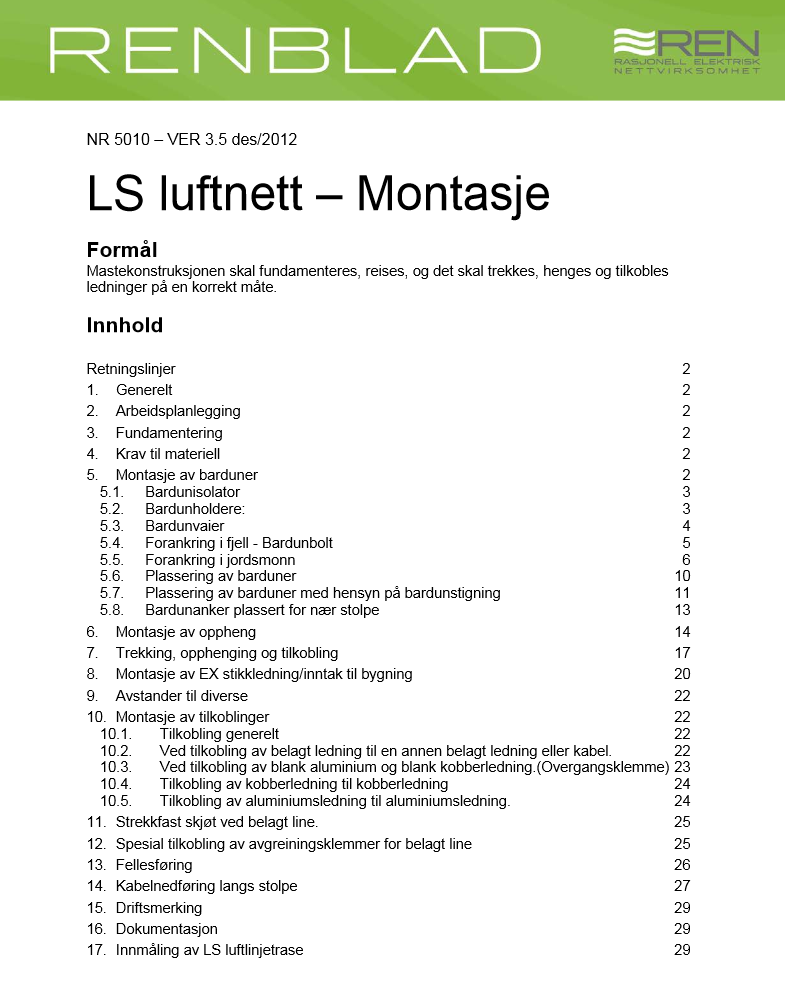 RENBLAD
REN
RASJONELL ELEKTRISK
NETTVIRKSOMHET
NR 5010 – VER 3.5 des/2012
LS luftnett – Montasje
Formål
Mastekonstruksjonen skal fundamenteres, reises, og det skal trekkes, henges og tilkobles
ledninger på en korrekt måte.
Innhold
Retningslinjer 2
1. Generelt 2
2. Arbeidsplanlegging 2
3. Fundamentering 2
4. Krav til materiell 2
5. Montasje av barduner 2
5.1. Bardunisolator 3
5.2. Bardunholdere: 3
5.3. Bardunvaier 4
5.4. Forankring i fjell - Bardunbolt 5
5.5. Forankring i jordsmonn 6
5.6. Plassering av barduner 10
5.7. Plassering av barduner med hensyn på bardunstigning 11
5.8. Bardunanker plassert for nær stolpe 13
6. Montasje av oppheng 14
7. Trekking, opphenging og tilkobling 17
8. Montasje av EX stikkledning/inntak til bygning 20
9. Avstander til diverse 22
10. Montasje av tilkoblinger 22
10.1. Tilkobling generelt 22
10.2. Ved tilkobling av belagt ledning til en annen belagt ledning eller kabel. 22
10.3. Ved tilkobling av blank aluminium og blank kobberledning.(Overgangsklemme) 23
10.4. Tilkobling av kobberledning til kobberledning 24
10.5. Tilkobling av aluminiumsledning til aluminiumsledning. 24
11. Strekkfast skjøt ved belagt line. 25
12. Spesial tilkobling av avgreiningsklemmer for belagt line 25
13. Fellesføring 26
14. Kabelnedføring langs stolpe 27
15. Driftsmerking 29
16. Dokumentasjon 29
17. Innmåling av LS luftlinjetrase 29